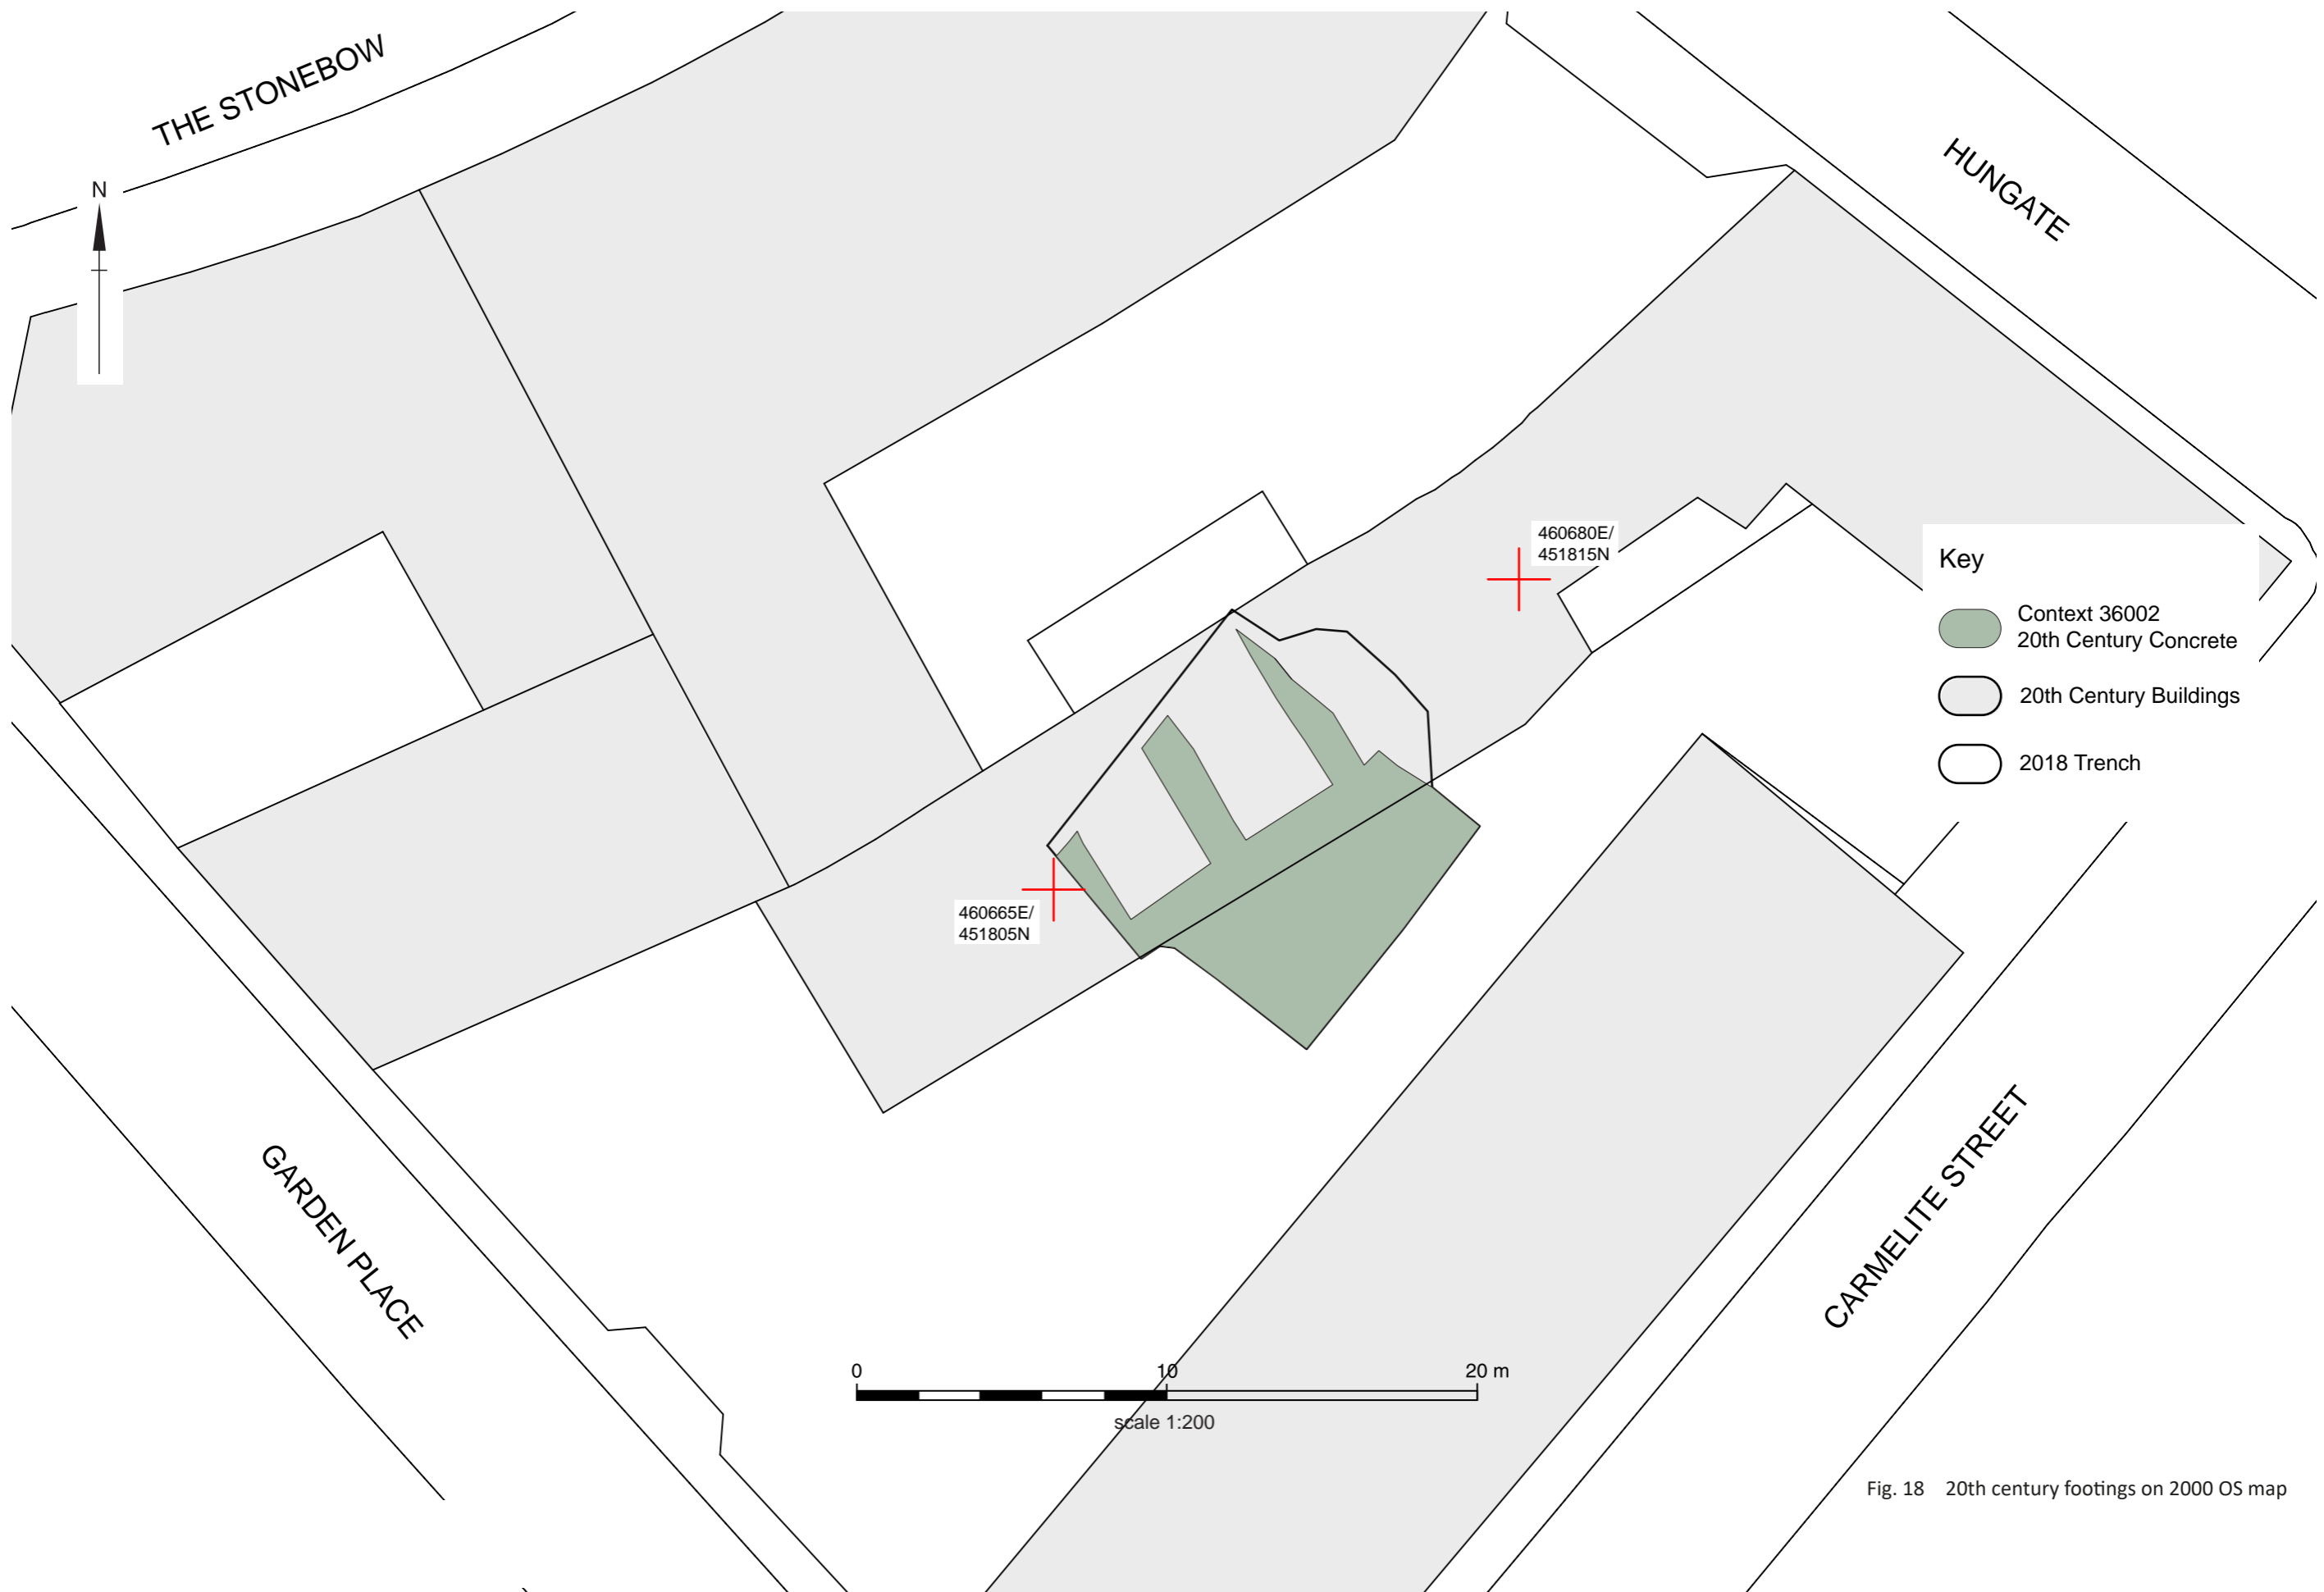 THE STONEBOW
N
HUNGATE
460680E/
451815N
Key
Context 36002
20th Century Concrete
20th Century Buildings
2018 Trench
460665E/
451805N
GARDEN PLACE
CARMELITE STREET
0 10 20 m
scale 1:200
Fig. 18 20th century footings on 2000 OS map